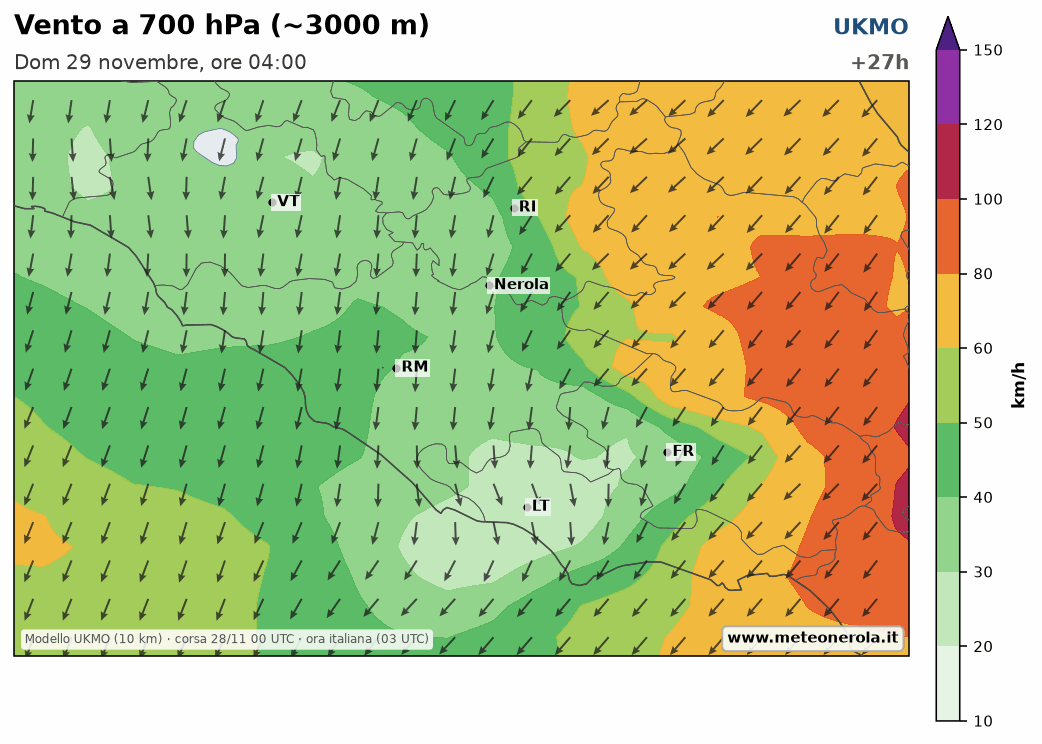 Vento a 700 hPa (~3000 m)
UKMO
Dom 29 novembre, ore 04:00
+27h
150
120
100
80
60
50
40
30
20
10
km/h
VT
RI
Nerola
RM
FR
LT
Modello UKMO (10 km) · corsa 28/11 00 UTC · ora italiana (03 UTC)
www.meteonerola.it